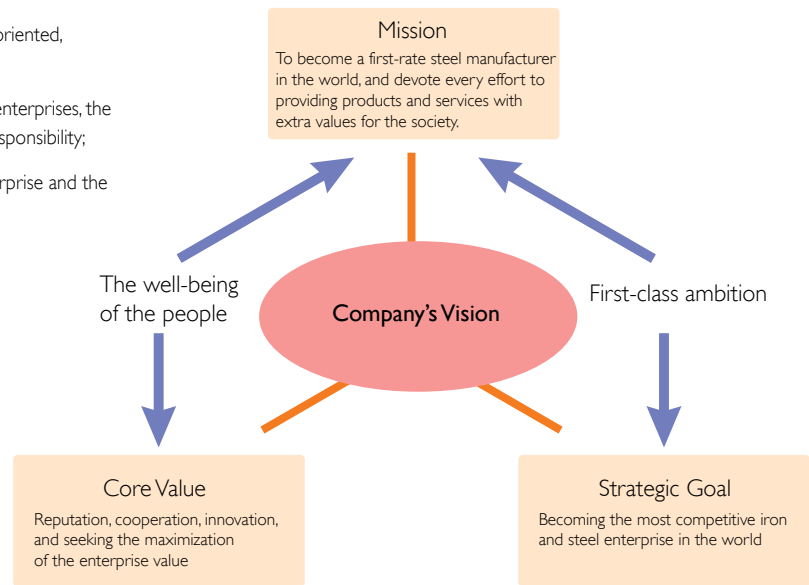 oriented,
enterprises, the
sponsibility;
rprise and the
Mission
To become a first-rate steel manufacturer
in the world, and devote every effort to
providing products and services with
extra values for the society.
The well-being
of the people
Company's Vision
First-class ambition
Core Value
Reputation, cooperation, innovation,
and seeking the maximization
of the enterprise value
Strategic Goal
Becoming the most competitive iron
and steel enterprise in the world